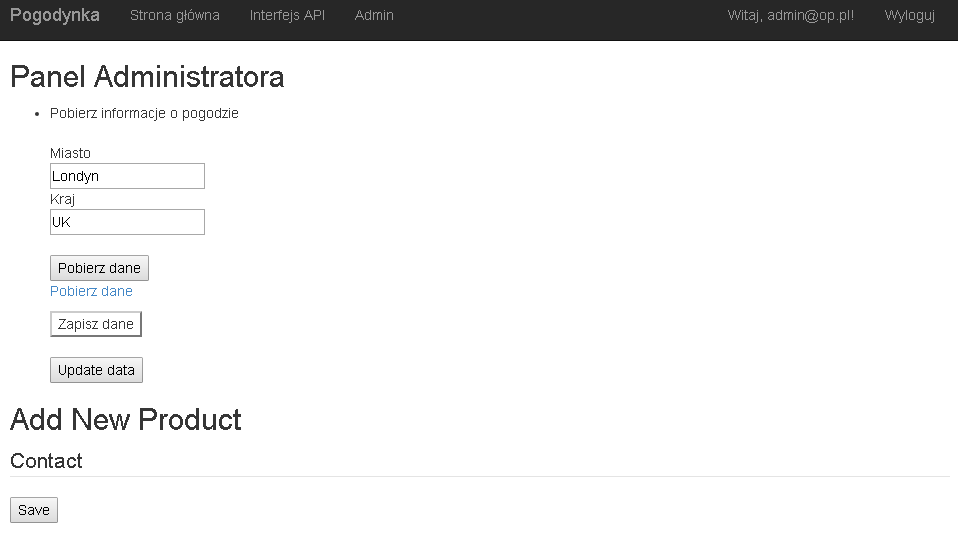 Pogodynka Strona główna Interfejs API Admin Witaj, admin@op.pl! Wyloguj
Panel Administratora
• Pobierz informacje o pogodzie
Miasto
Londyn
Kraj
UK
Pobierz dane
Pobierz dane
Zapisz dane
Update data
Add New Product
Contact
Save